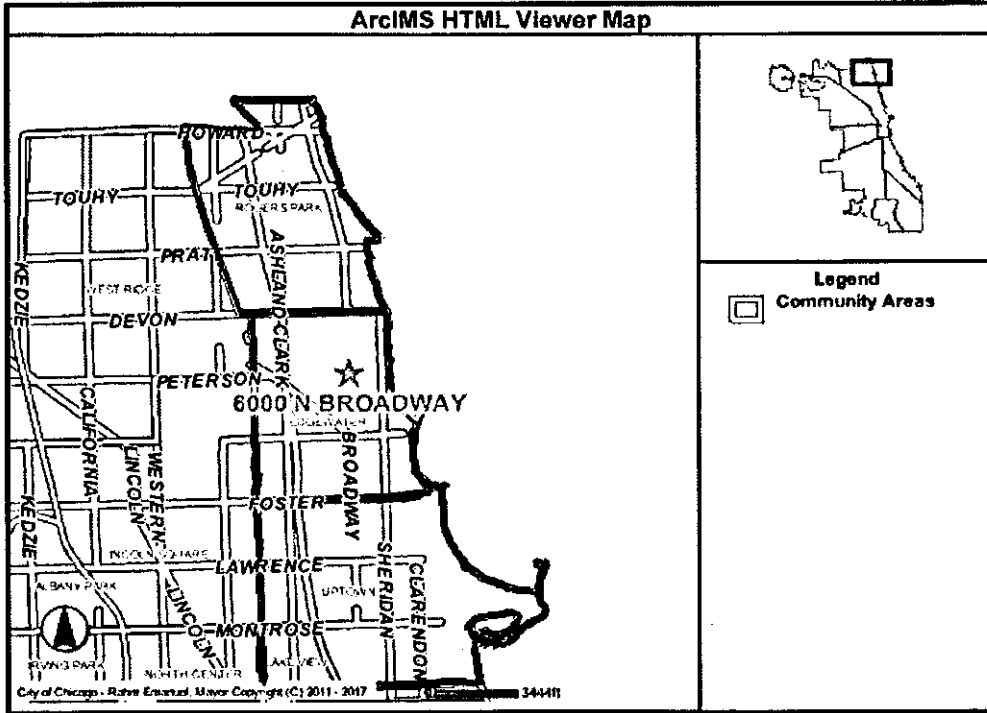 ArcIMS HTML Viewer Map
HOWARD
TOUHY
TOUHY
ROGERS PARK
PRATT
ASHLAND
CLARK
KEDZIE
WEST RIDGE
DEVON
PETERSON
6000 N BROADWAY
EDGEWATER
CALIFORNIA
BROADWAY
LINCOLN
WESTERN
KEDZIE
FOSTER
LINCOLN SQUARE
LAWRENCE
SHERIDAN
CLARENDON
ALBANY PARK
UPTOWN
LINCOLN
MONTROSE
IRVING PARK
NORTH CENTER
LAKE VIEW
City of Chicago - Rahm Emanuel, Mayor Copyright (C) 2011 - 2017
0 3444ft
Legend
Community Areas